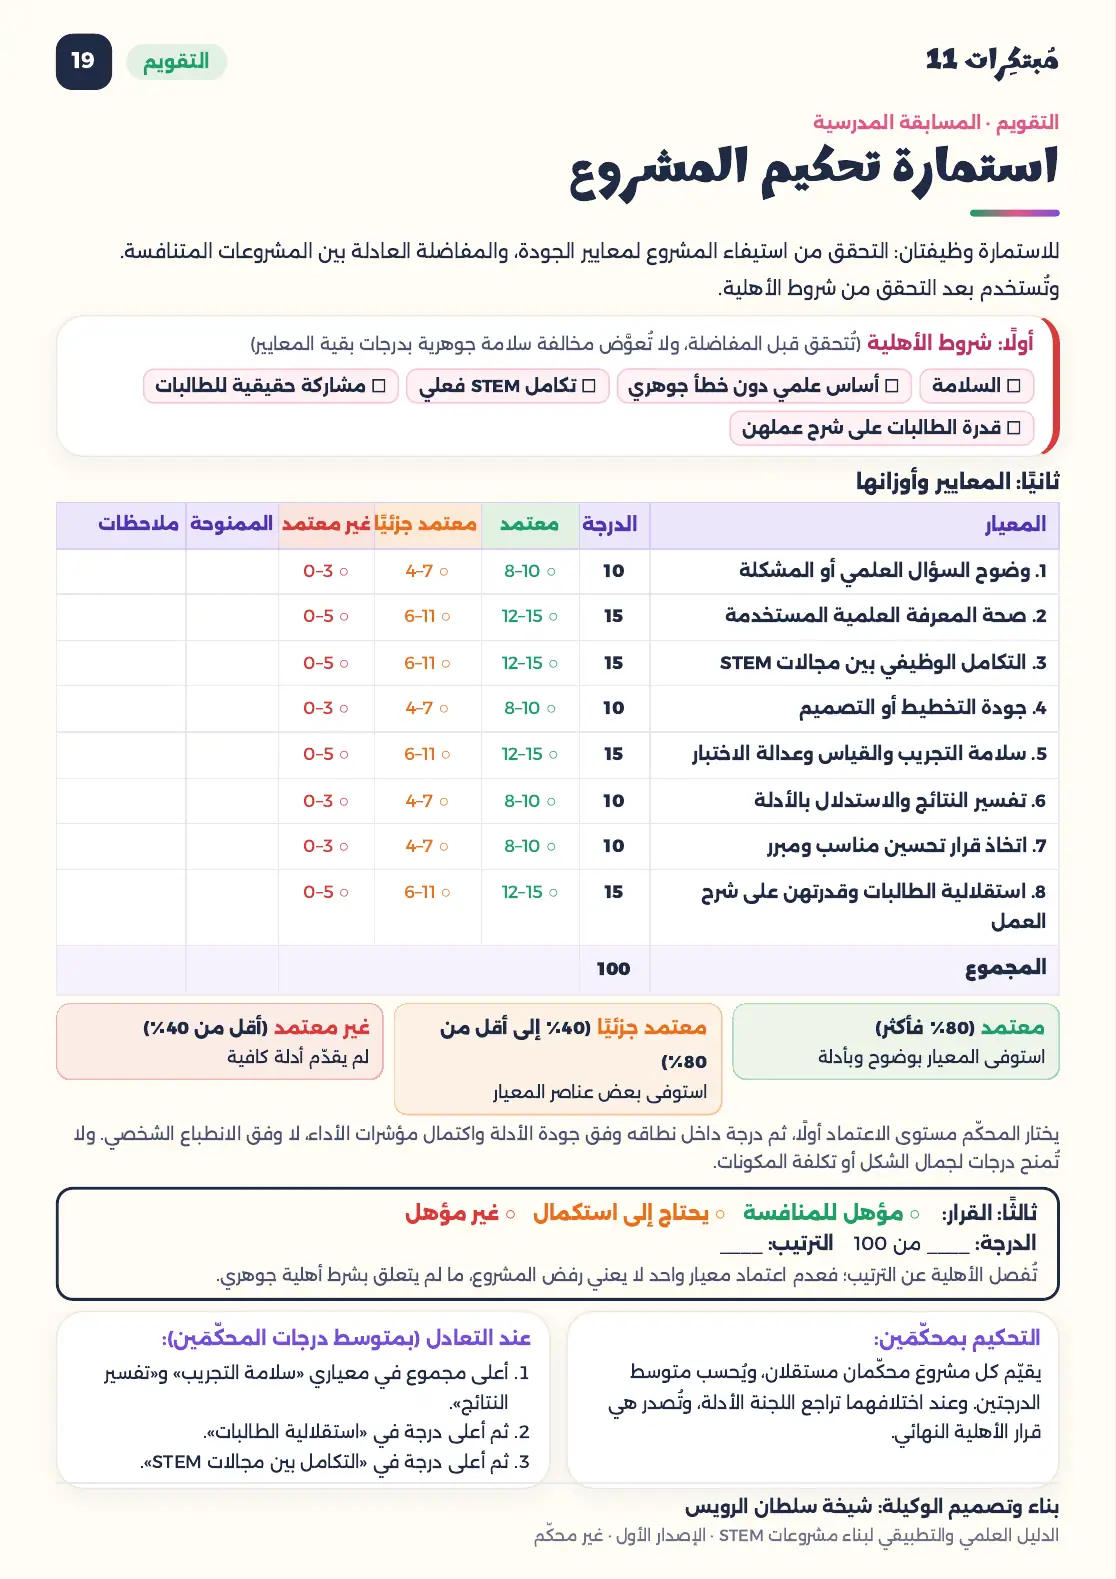 مُبتكِرات 11
التقويم
19
التقويم · المسابقة المدرسية
استمارة تحكيم المشروع
للاستمارة وظيفتان: التحقق من استيفاء المشروع لمعايير الجودة، والمفاضلة العادلة بين المشروعات المتنافسة.
وتُستخدم بعد التحقق من شروط الأهلية.
أولًا: شروط الأهلية (تُتحقق قبل المفاضلة، ولا تُعوَّض مخالفة سلامة جوهرية بدرجات بقية المعايير)
☐ السلامة ☐ أساس علمي دون خطأ جوهري ☐ تكامل STEM فعلي ☐ مشاركة حقيقية للطالبات
☐ قدرة الطالبات على شرح عملهن
ثانيًا: المعايير وأوزانها
المعيار الدرجة معتمد معتمد جزئيًا غير معتمد الممنوحة ملاحظات
1. وضوح السؤال العلمي أو المشكلة 10 ○ 8–10 ○ 4–7 ○ 0–3
2. صحة المعرفة العلمية المستخدمة 15 ○ 12–15 ○ 6–11 ○ 0–5
3. التكامل الوظيفي بين مجالات STEM 15 ○ 12–15 ○ 6–11 ○ 0–5
4. جودة التخطيط أو التصميم 10 ○ 8–10 ○ 4–7 ○ 0–3
5. سلامة التجريب والقياس وعدالة الاختبار 15 ○ 12–15 ○ 6–11 ○ 0–5
6. تفسير النتائج والاستدلال بالأدلة 10 ○ 8–10 ○ 4–7 ○ 0–3
7. اتخاذ قرار تحسين مناسب ومبرر 10 ○ 8–10 ○ 4–7 ○ 0–3
8. استقلالية الطالبات وقدرتهن على شرح 15 ○ 12–15 ○ 6–11 ○ 0–5
العمل
المجموع 100
معتمد (80٪ فأكثر)
استوفى المعيار بوضوح وبأدلة
معتمد جزئيًا (40٪ إلى أقل من
80٪)
استوفى بعض عناصر المعيار
غير معتمد (أقل من 40٪)
لم يقدّم أدلة كافية
يختار المحكّم مستوى الاعتماد أولًا، ثم درجة داخل نطاقه وفق جودة الأدلة واكتمال مؤشرات الأداء، لا وفق الانطباع الشخصي. ولا
تُمنح درجات لجمال الشكل أو تكلفة المكونات.
ثالثًا: القرار: ○ مؤهل للمنافسة ○ يحتاج إلى استكمال ○ غير مؤهل
الدرجة: ____ من 100 الترتيب: ____
تُفصل الأهلية عن الترتيب؛ فعدم اعتماد معيار واحد لا يعني رفض المشروع، ما لم يتعلق بشرط أهلية جوهري.
التحكيم بمحكّمَين:
يقيّم كل مشروعَ محكّمان مستقلان، ويُحسب متوسط
الدرجتين. وعند اختلافهما تراجع اللجنة الأدلة، وتُصدر هي
قرار الأهلية النهائي.
عند التعادل (بمتوسط درجات المحكّمَين):
1. أعلى مجموع في معياري «سلامة التجريب» و«تفسير
النتائج».
2. ثم أعلى درجة في «استقلالية الطالبات».
3. ثم أعلى درجة في «التكامل بين مجالات STEM».
بناء وتصميم الوكيلة: شيخة سلطان الرويس
الدليل العلمي والتطبيقي لبناء مشروعات STEM · الإصدار الأول · غير محكّم